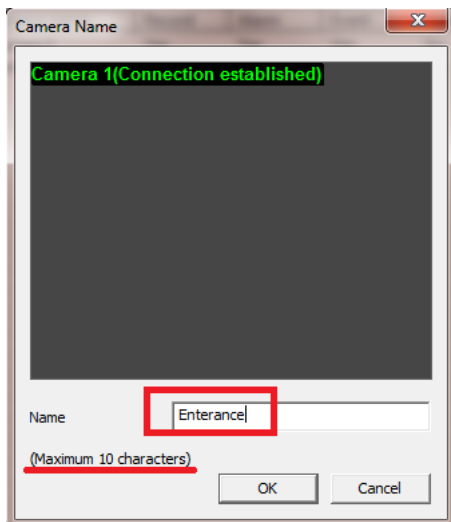 Camera Name
Camera 1(Connection established)
Name
Enterance
(Maximum 10 characters)
OK
Cancel